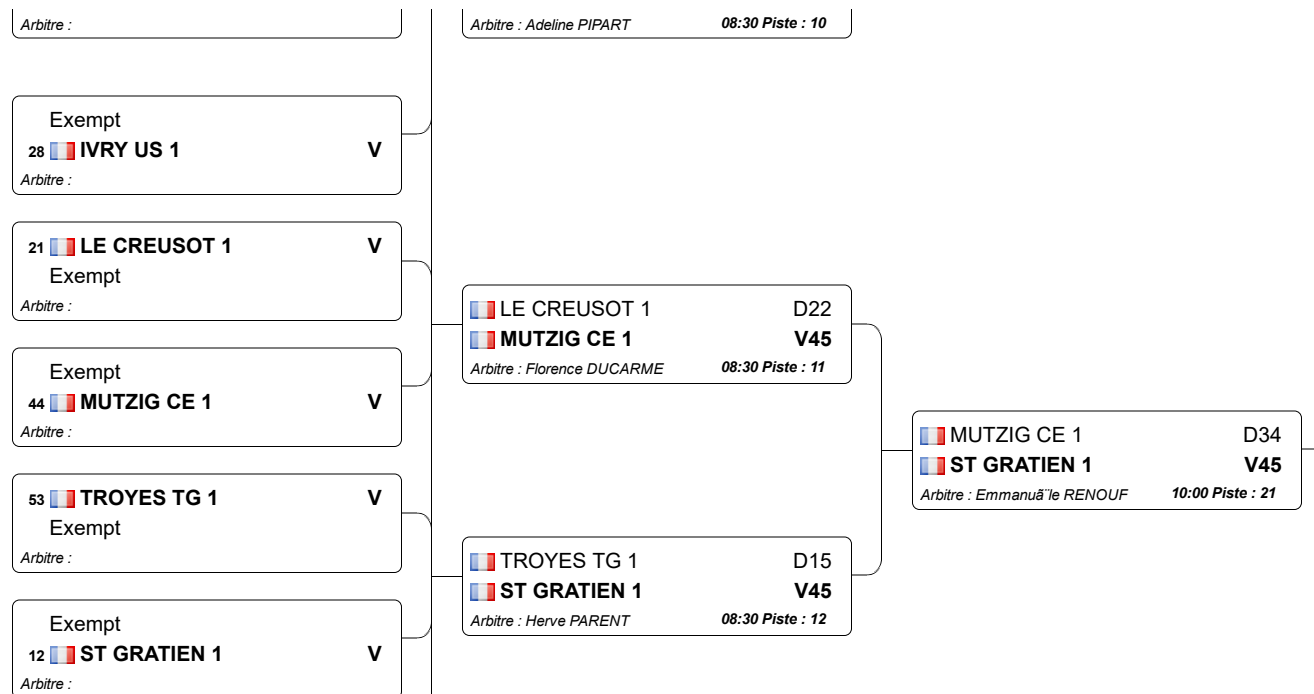 Arbitre :
Exempt
28 IVRY US 1 V
Arbitre :
21 LE CREUSOT 1 V
Exempt
Arbitre :
Exempt
44 MUTZIG CE 1 V
Arbitre :
53 TROYES TG 1 V
Exempt
Arbitre :
Exempt
12 ST GRATIEN 1 V
Arbitre :
Arbitre : Adeline PIPART 08:30 Piste : 10
LE CREUSOT 1 D22
MUTZIG CE 1 V45
Arbitre : Florence DUCARME 08:30 Piste : 11
TROYES TG 1 D15
ST GRATIEN 1 V45
Arbitre : Herve PARENT 08:30 Piste : 12
MUTZIG CE 1 D34
ST GRATIEN 1 V45
Arbitre : Emmanuã¨le RENOUF 10:00 Piste : 21